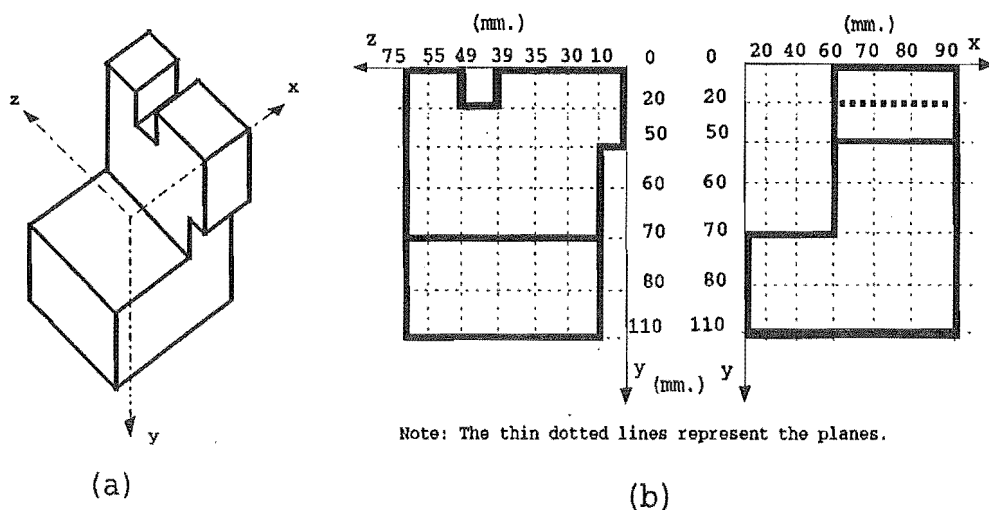 (mm.) (mm.)
z 75 55 49 39 35 30 10 0 0 20 40 60 70 80 90 x
20 20
50 50
60 60
70 70
80 80
110 110
y (mm.) y
z
x
y
Note: The thin dotted lines represent the planes.
(a) (b)